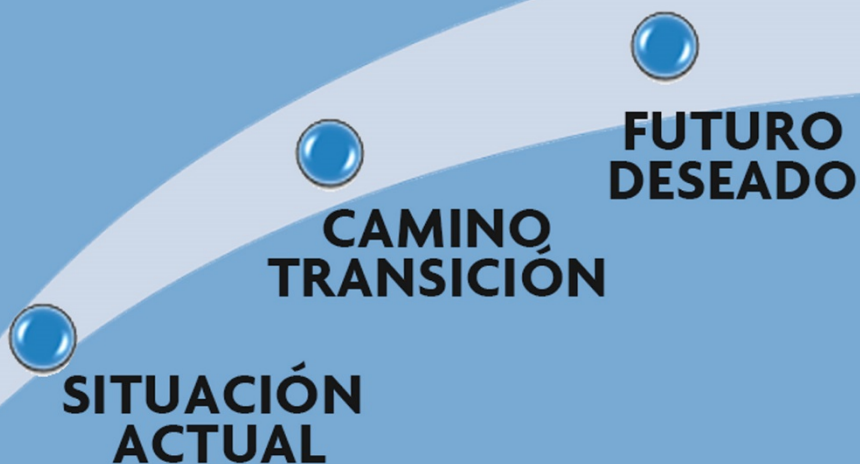 FUTURO
DESEADO
CAMINO
TRANSICIÓN
SITUACIÓN
ACTUAL